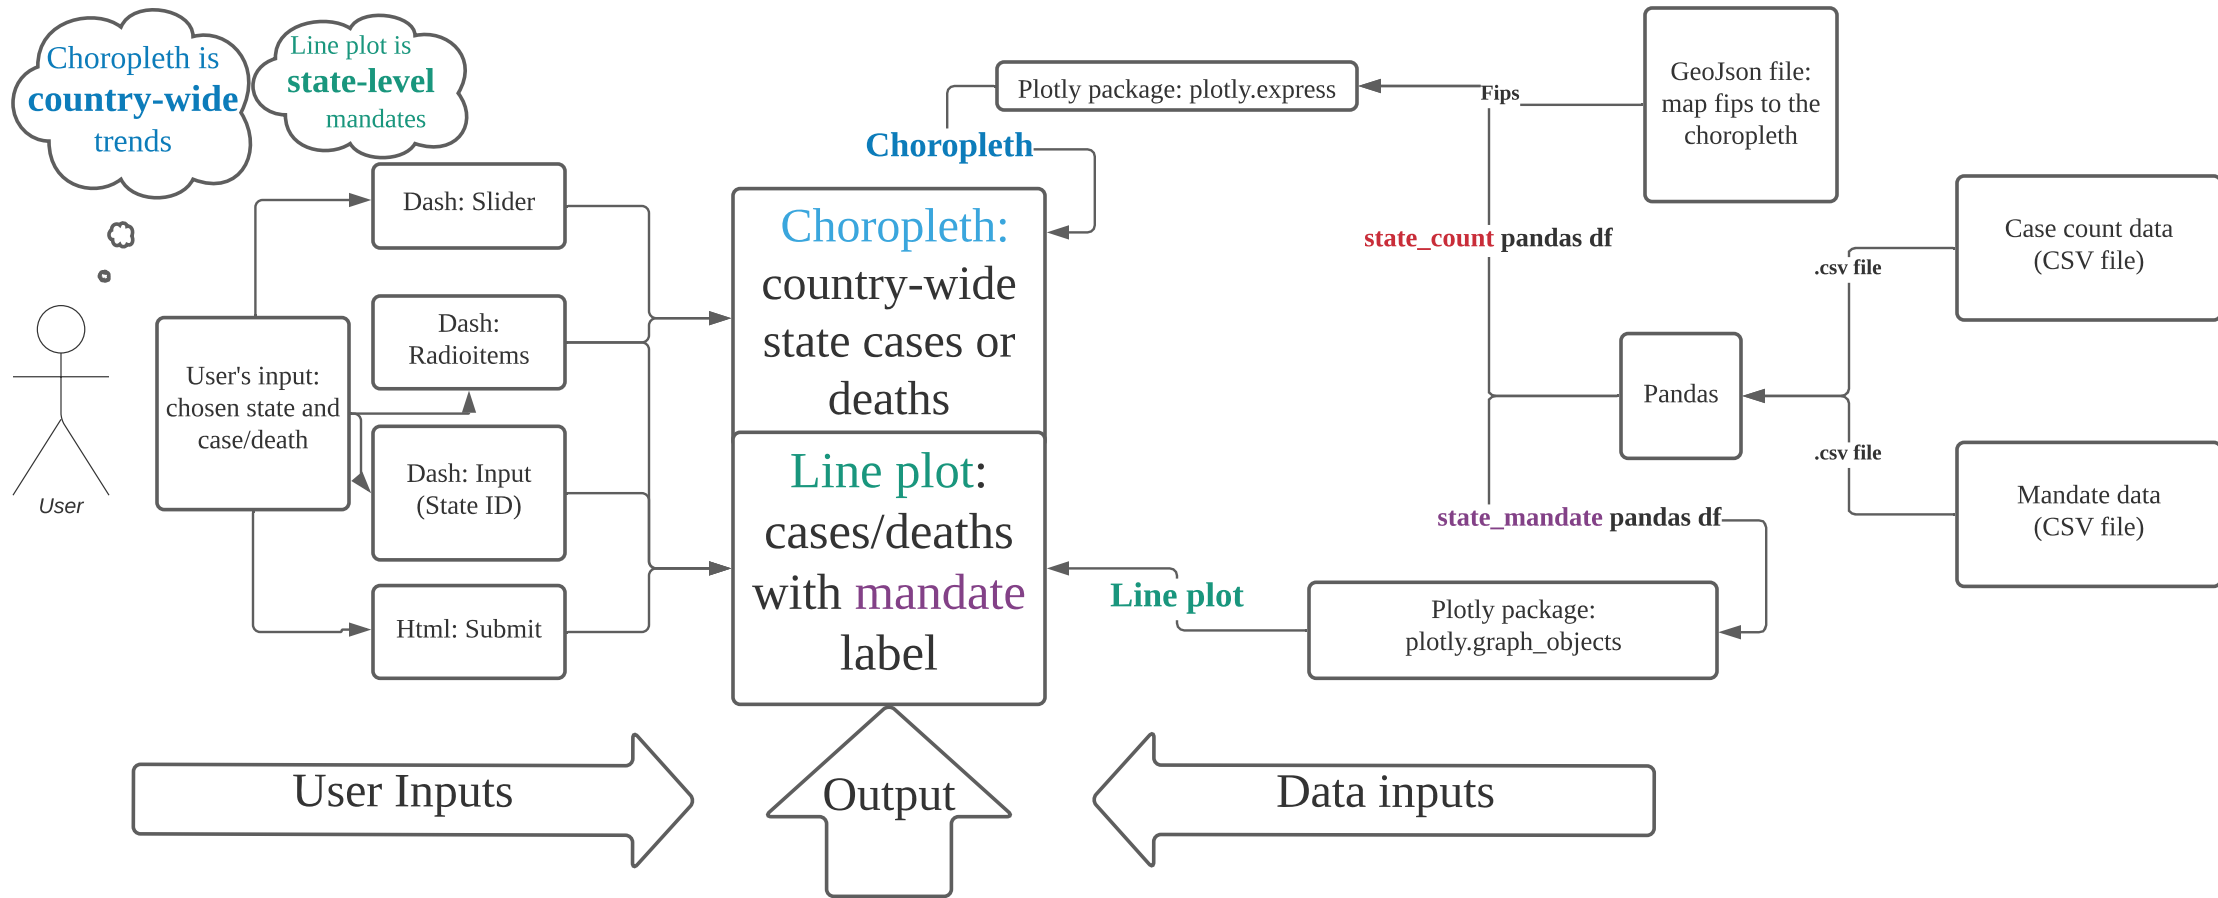 Choropleth is
country-wide
trends
Line plot is
state-level
mandates
User
User's input:
chosen state and
case/death
Dash: Slider
Dash:
Radioitems
Dash: Input
(State ID)
Html: Submit
Choropleth:
country-wide
state cases or
deaths
Line plot:
cases/deaths
with mandate
label
Choropleth
Plotly package: plotly.express
Fips
GeoJson file:
map fips to the
choropleth
state_count pandas df
Case count data
(CSV file)
.csv file
Pandas
.csv file
Mandate data
(CSV file)
state_mandate pandas df
Line plot
Plotly package:
plotly.graph_objects
User Inputs
Output
Data inputs